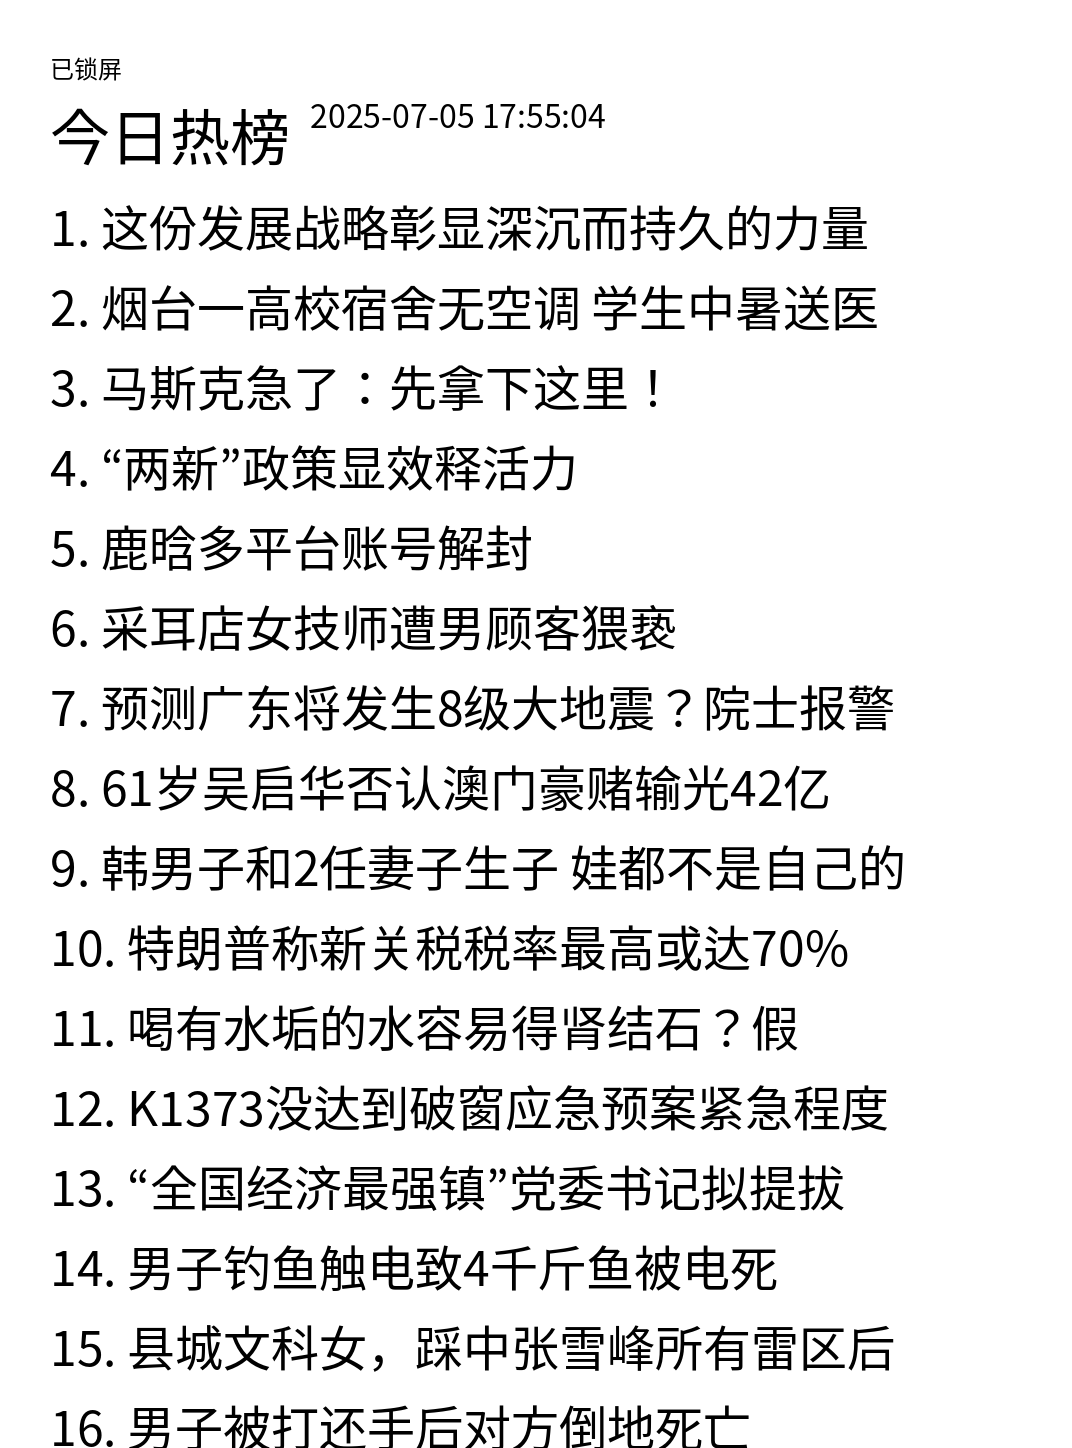 已锁屏
今日热榜 2025-07-05 17:55:04
1. 这份发展战略彰显深沉而持久的力量
2. 烟台一高校宿舍无空调 学生中暑送医
3. 马斯克急了：先拿下这里！
4. “两新”政策显效释活力
5. 鹿晗多平台账号解封
6. 采耳店女技师遭男顾客猥亵
7. 预测广东将发生8级大地震？院士报警
8. 61岁吴启华否认澳门豪赌输光42亿
9. 韩男子和2任妻子生子 娃都不是自己的
10. 特朗普称新关税税率最高或达70%
11. 喝有水垢的水容易得肾结石？假
12. K1373没达到破窗应急预案紧急程度
13. “全国经济最强镇”党委书记拟提拔
14. 男子钓鱼触电致4千斤鱼被电死
15. 县城文科女，踩中张雪峰所有雷区后
16. 男子被打还手后对方倒地死亡